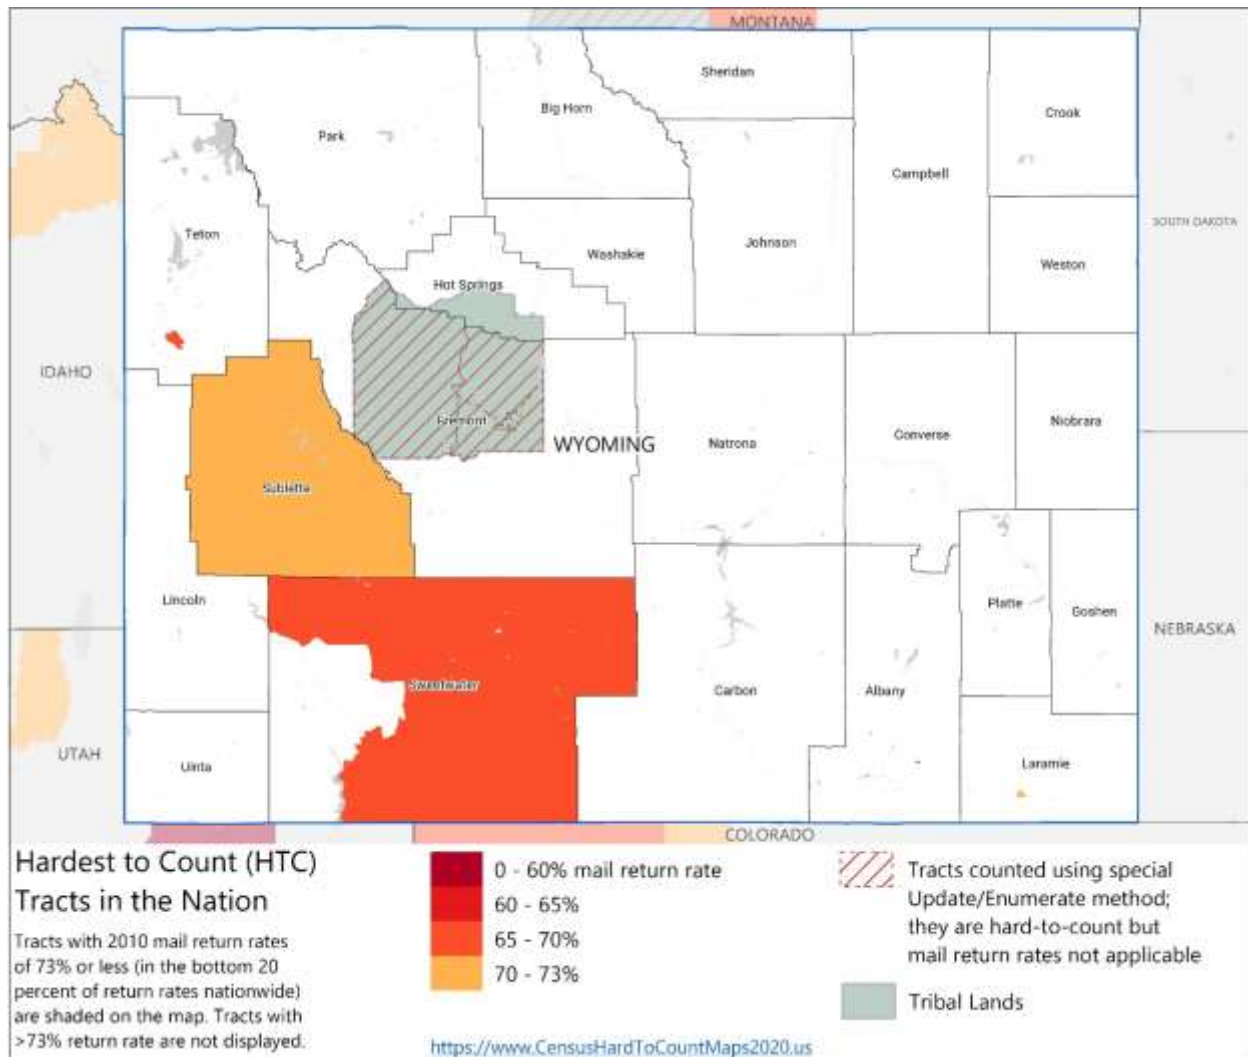 MONTANA
Sheridan
Big Horn
Crook
Park
Campbell
SOUTH DAKOTA
Teton
Johnson
Washakie
Weston
Hot Springs
IDAHO
Fremont
Niobrara
WYOMING
Natrona
Converse
Sublette
Lincoln
Platte
Goshen
NEBRASKA
Sweetwater
Carbon
Albany
UTAH
Uinta
Laramie
COLORADO
Hardest to Count (HTC)
Tracts in the Nation
Tracts with 2010 mail return rates
of 73% or less (in the bottom 20
percent of return rates nationwide)
are shaded on the map. Tracts with
>73% return rate are not displayed.
0 - 60% mail return rate
60 - 65%
65 - 70%
70 - 73%
https://www.CensusHardToCountMaps2020.us
Tracts counted using special
Update/Enumerate method;
they are hard-to-count but
mail return rates not applicable
Tribal Lands